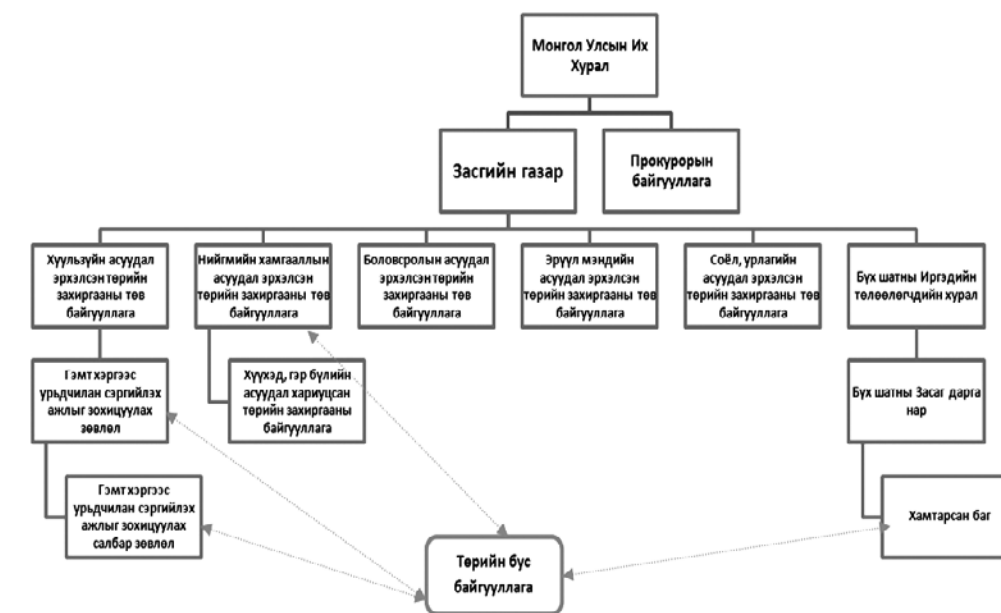 Монгол Улсын Их
Хурал
Засгийн газар
Прокурорын
байгууллага
Хуульзүйн асуудал
эрхэлсэн төрийн
захиргааны төв
байгууллага
Нийгмийн хамгааллын
асуудал эрхэлсэн
төрийн захиргааны төв
байгууллага
Боловсролын асуудал
эрхэлсэн төрийн
захиргааны төв
байгууллага
Эрүүл мэндийн
асуудал эрхэлсэн
төрийн захиргааны төв
байгууллага
Соёл, урлагийн
асуудал эрхэлсэн
төрийн захиргааны төв
байгууллага
Бүх шатны Иргэдийн
төлөөлөгчдийн хурал
Гэмт хэргээс
урьдчилан сэргийлэх
ажлыг зохицуулах
зөвлөл
Хүүхэд, гэр бүлийн
асуудал хариуцсан
төрийн захиргааны
байгууллага
Бүх шатны Засаг дарга
нар
Гэмт хэргээс
урьдчилан сэргийлэх
ажлыг зохицуулах
салбар зөвлөл
Хамтарсан баг
Төрийн бус
байгууллага